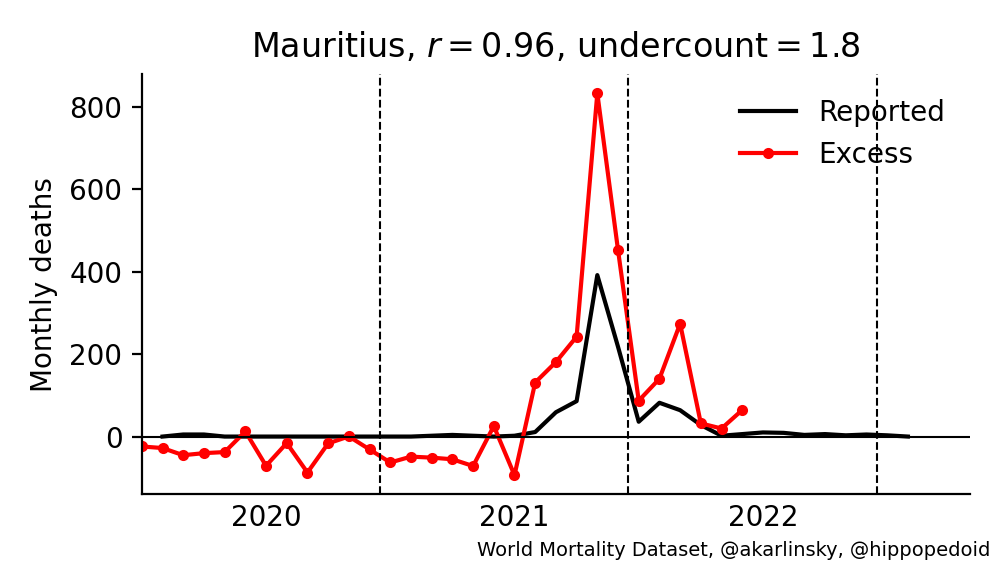 Mauritius, r = 0.96, undercount = 1.8
Monthly deaths
800
600
400
200
0
Reported
Excess
2020 2021 2022
World Mortality Dataset, @akarlinsky, @hippopedoid